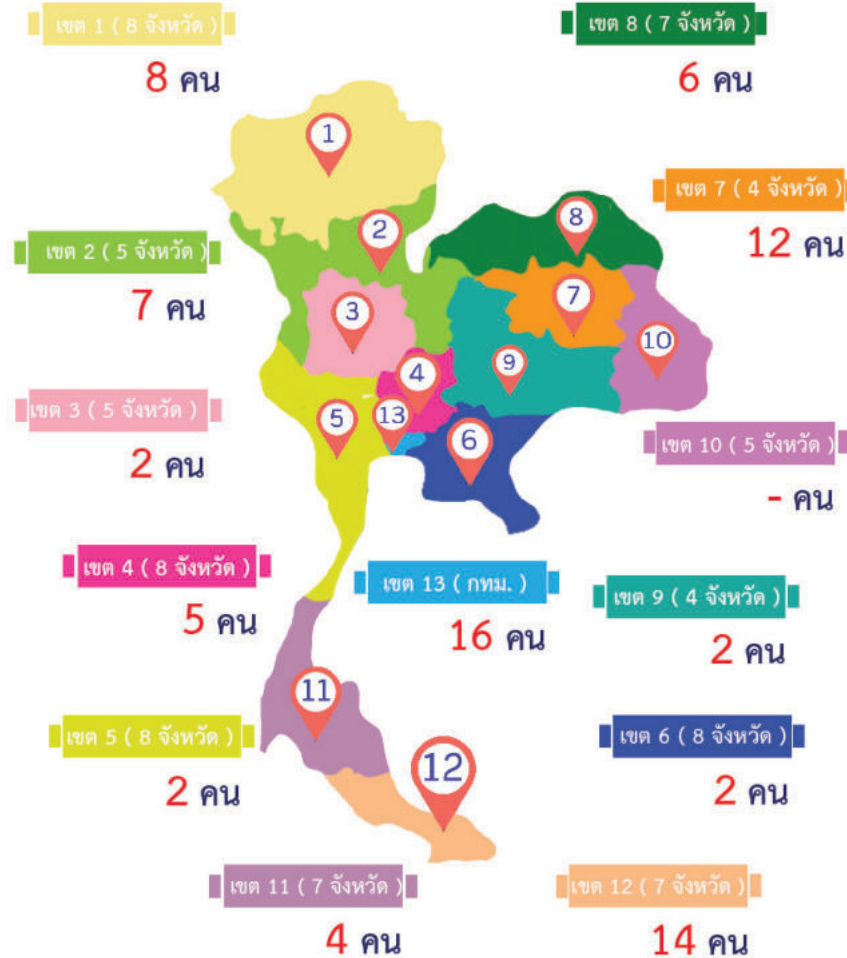 เขต 1 ( 8 จังหวัด )
8 คน
เขต 8 ( 7 จังหวัด )
6 คน
1
เขต 7 ( 4 จังหวัด )
12 คน
8
2
เขต 2 ( 5 จังหวัด )
7 คน
7
3
10
9
4
เขต 3 ( 5 จังหวัด )
2 คน
5
13
6
เขต 10 ( 5 จังหวัด )
- คน
เขต 4 ( 8 จังหวัด )
5 คน
เขต 13 ( กทม. )
16 คน
เขต 9 ( 4 จังหวัด )
2 คน
11
เขต 5 ( 8 จังหวัด )
2 คน
12
เขต 6 ( 8 จังหวัด )
2 คน
เขต 11 ( 7 จังหวัด )
4 คน
เขต 12 ( 7 จังหวัด )
14 คน